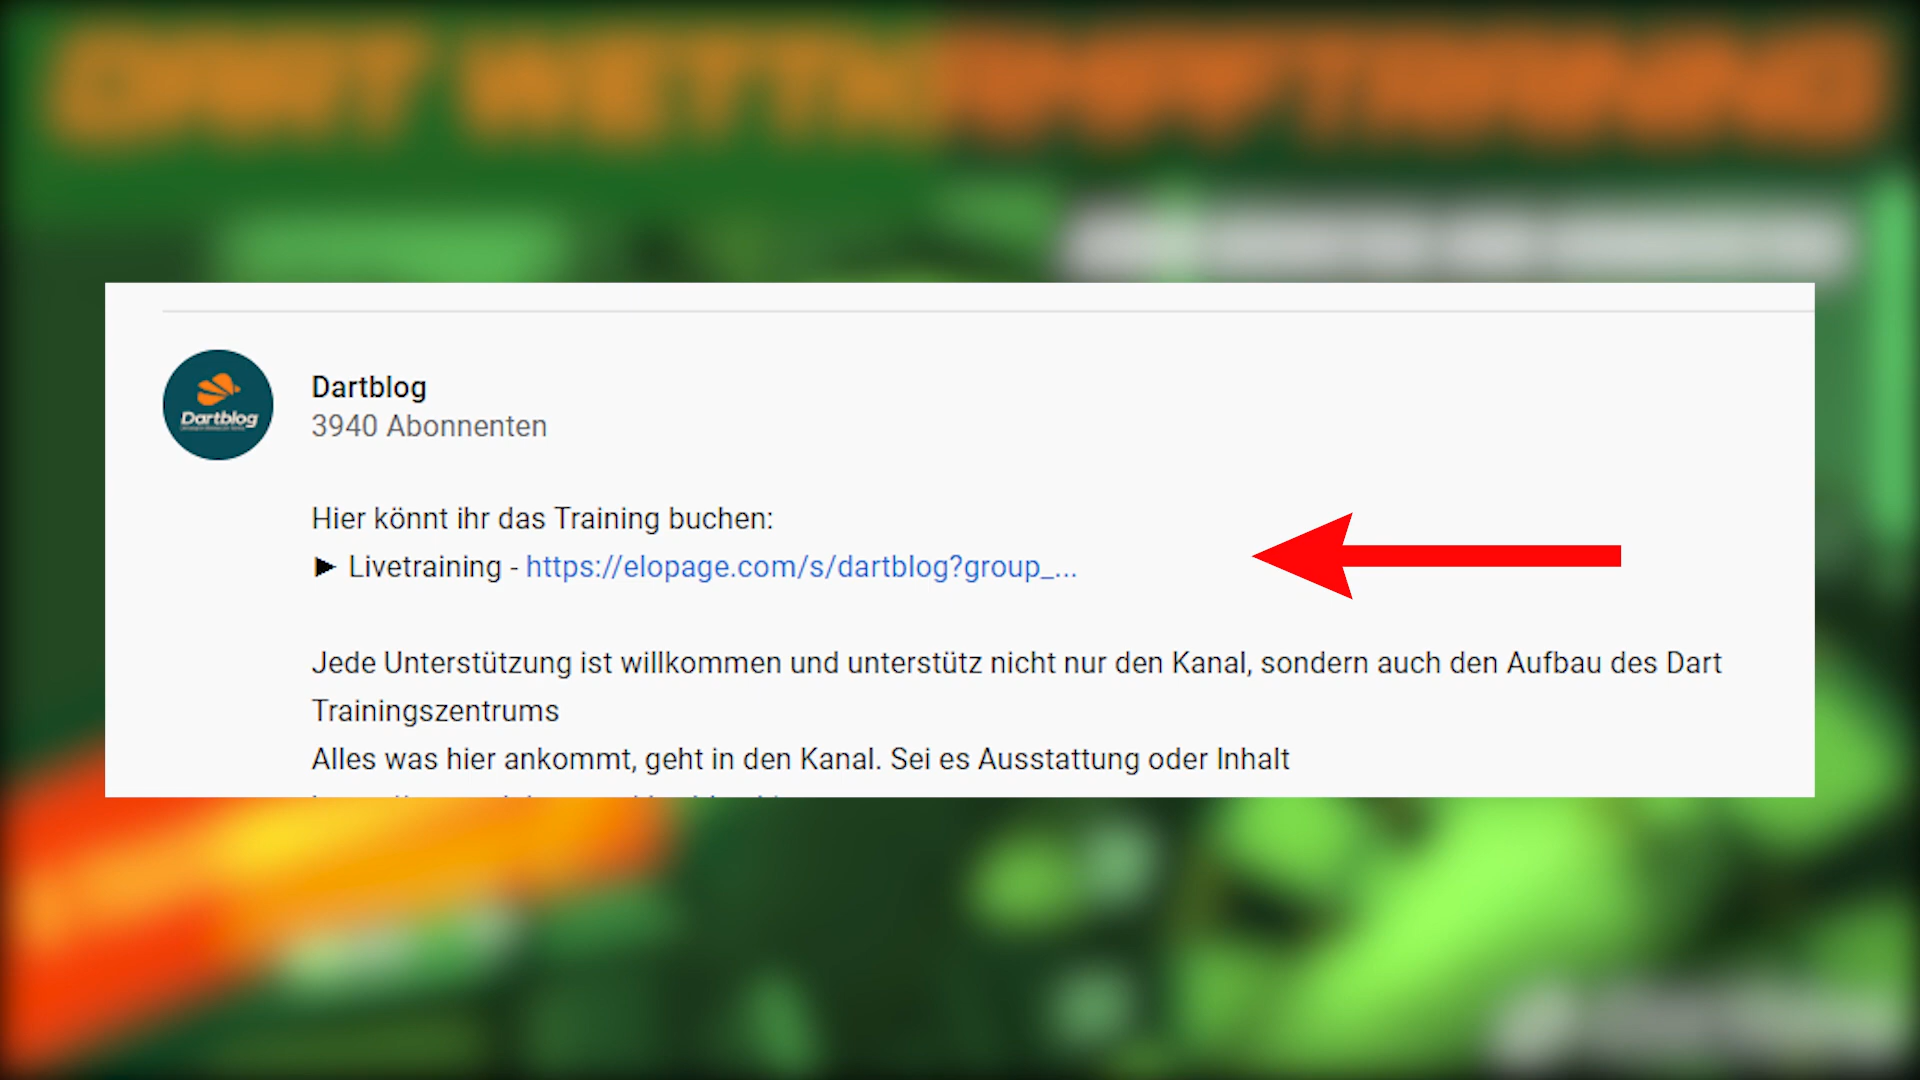 Dartblog
Dartblog
3940 Abonnenten
Hier könnt ihr das Training buchen:
► Livetraining - https://elopage.com/s/dartblog?group_...
Jede Unterstützung ist willkommen und unterstütz nicht nur den Kanal, sondern auch den Aufbau des Dart
Trainingszentrums
Alles was hier ankommt, geht in den Kanal. Sei es Ausstattung oder Inhalt